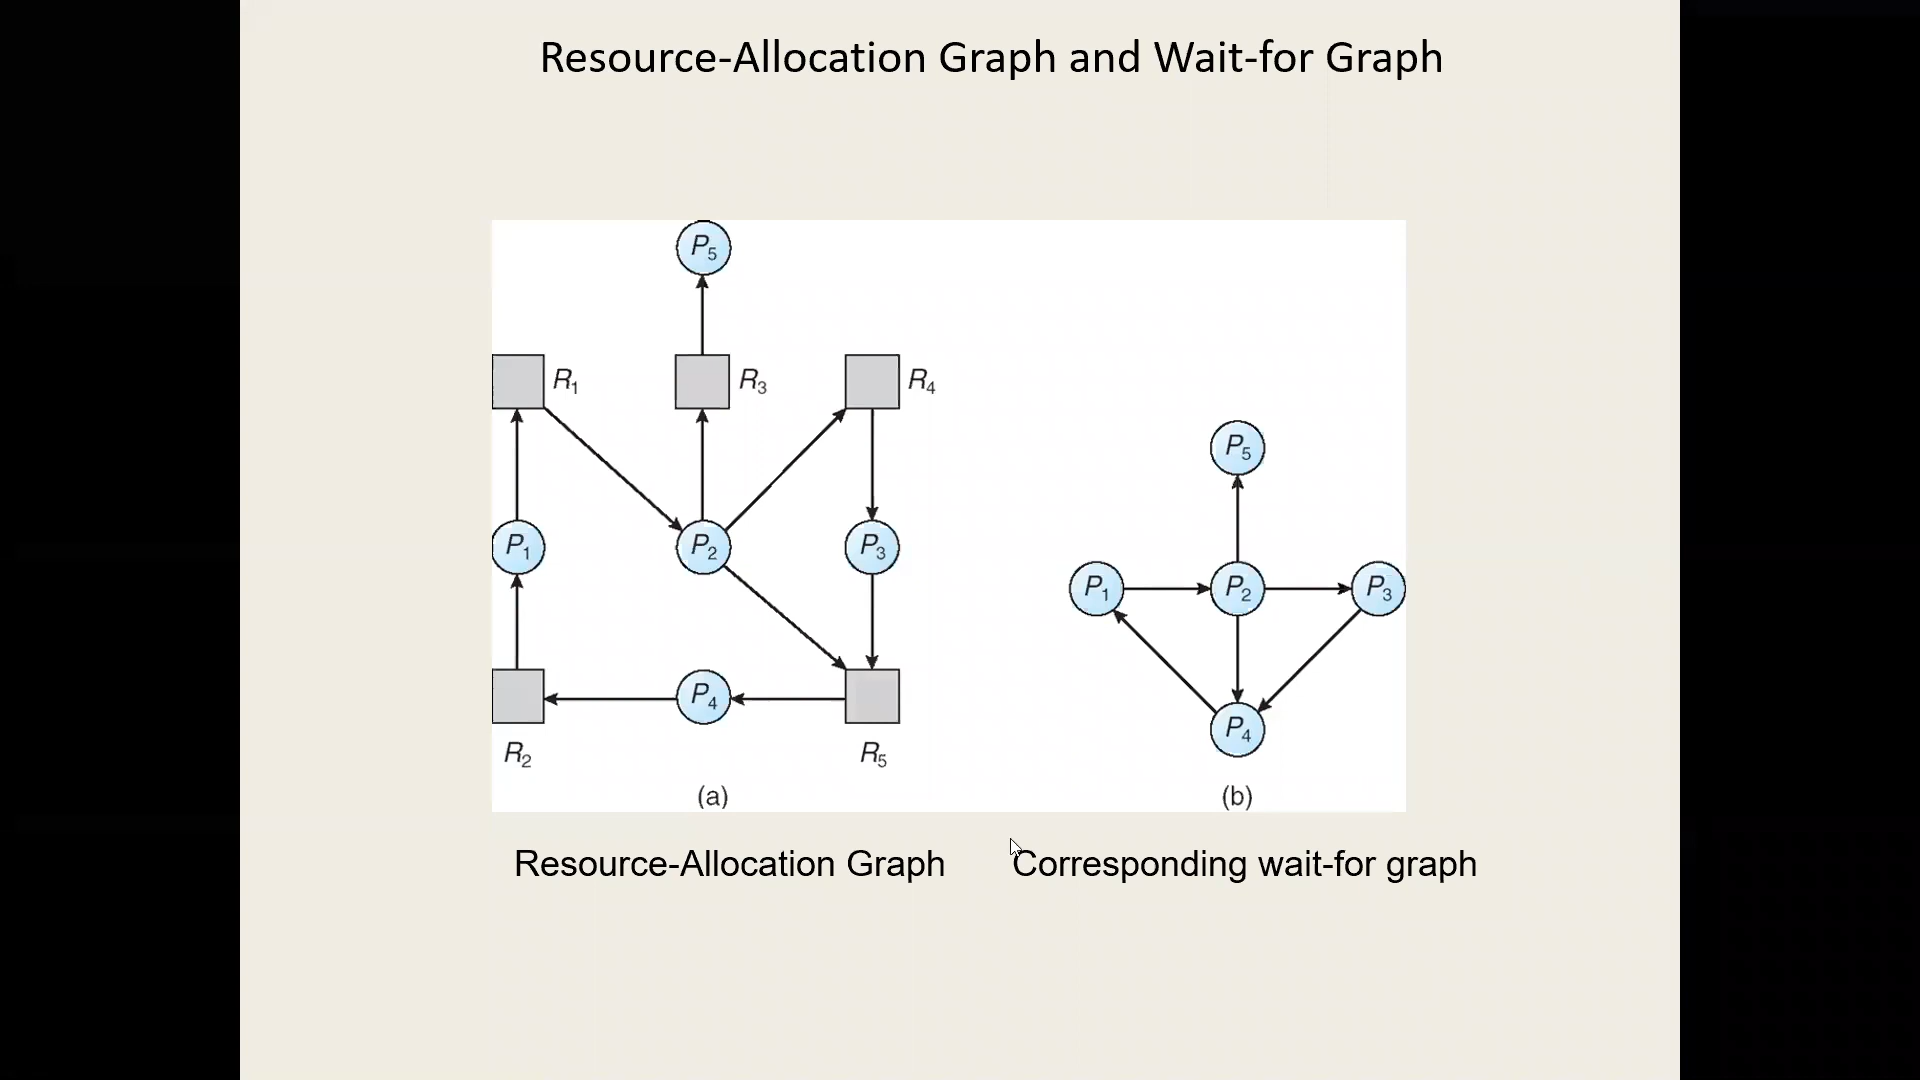 Resource-Allocation Graph and Wait-for Graph
P5
R1
R3
R4
P1
P2
P3
P4
R2
R5
(a)
P5
P1
P2
P3
P4
(b)
Resource-Allocation Graph
Corresponding wait-for graph